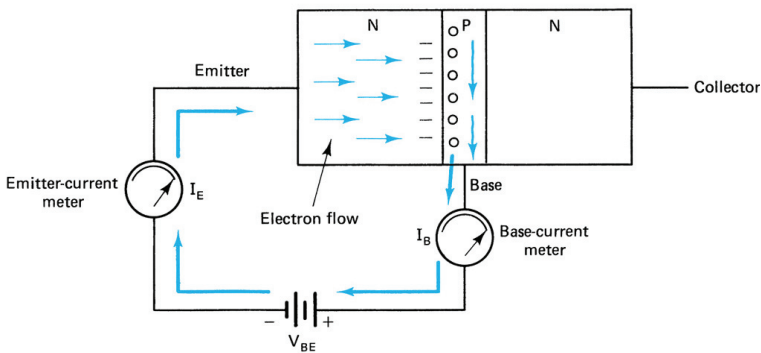 N
P
N
Emitter
Collector
Emitter-current
meter
I_E
Electron flow
Base
I_B
Base-current
meter
−
+
V_BE